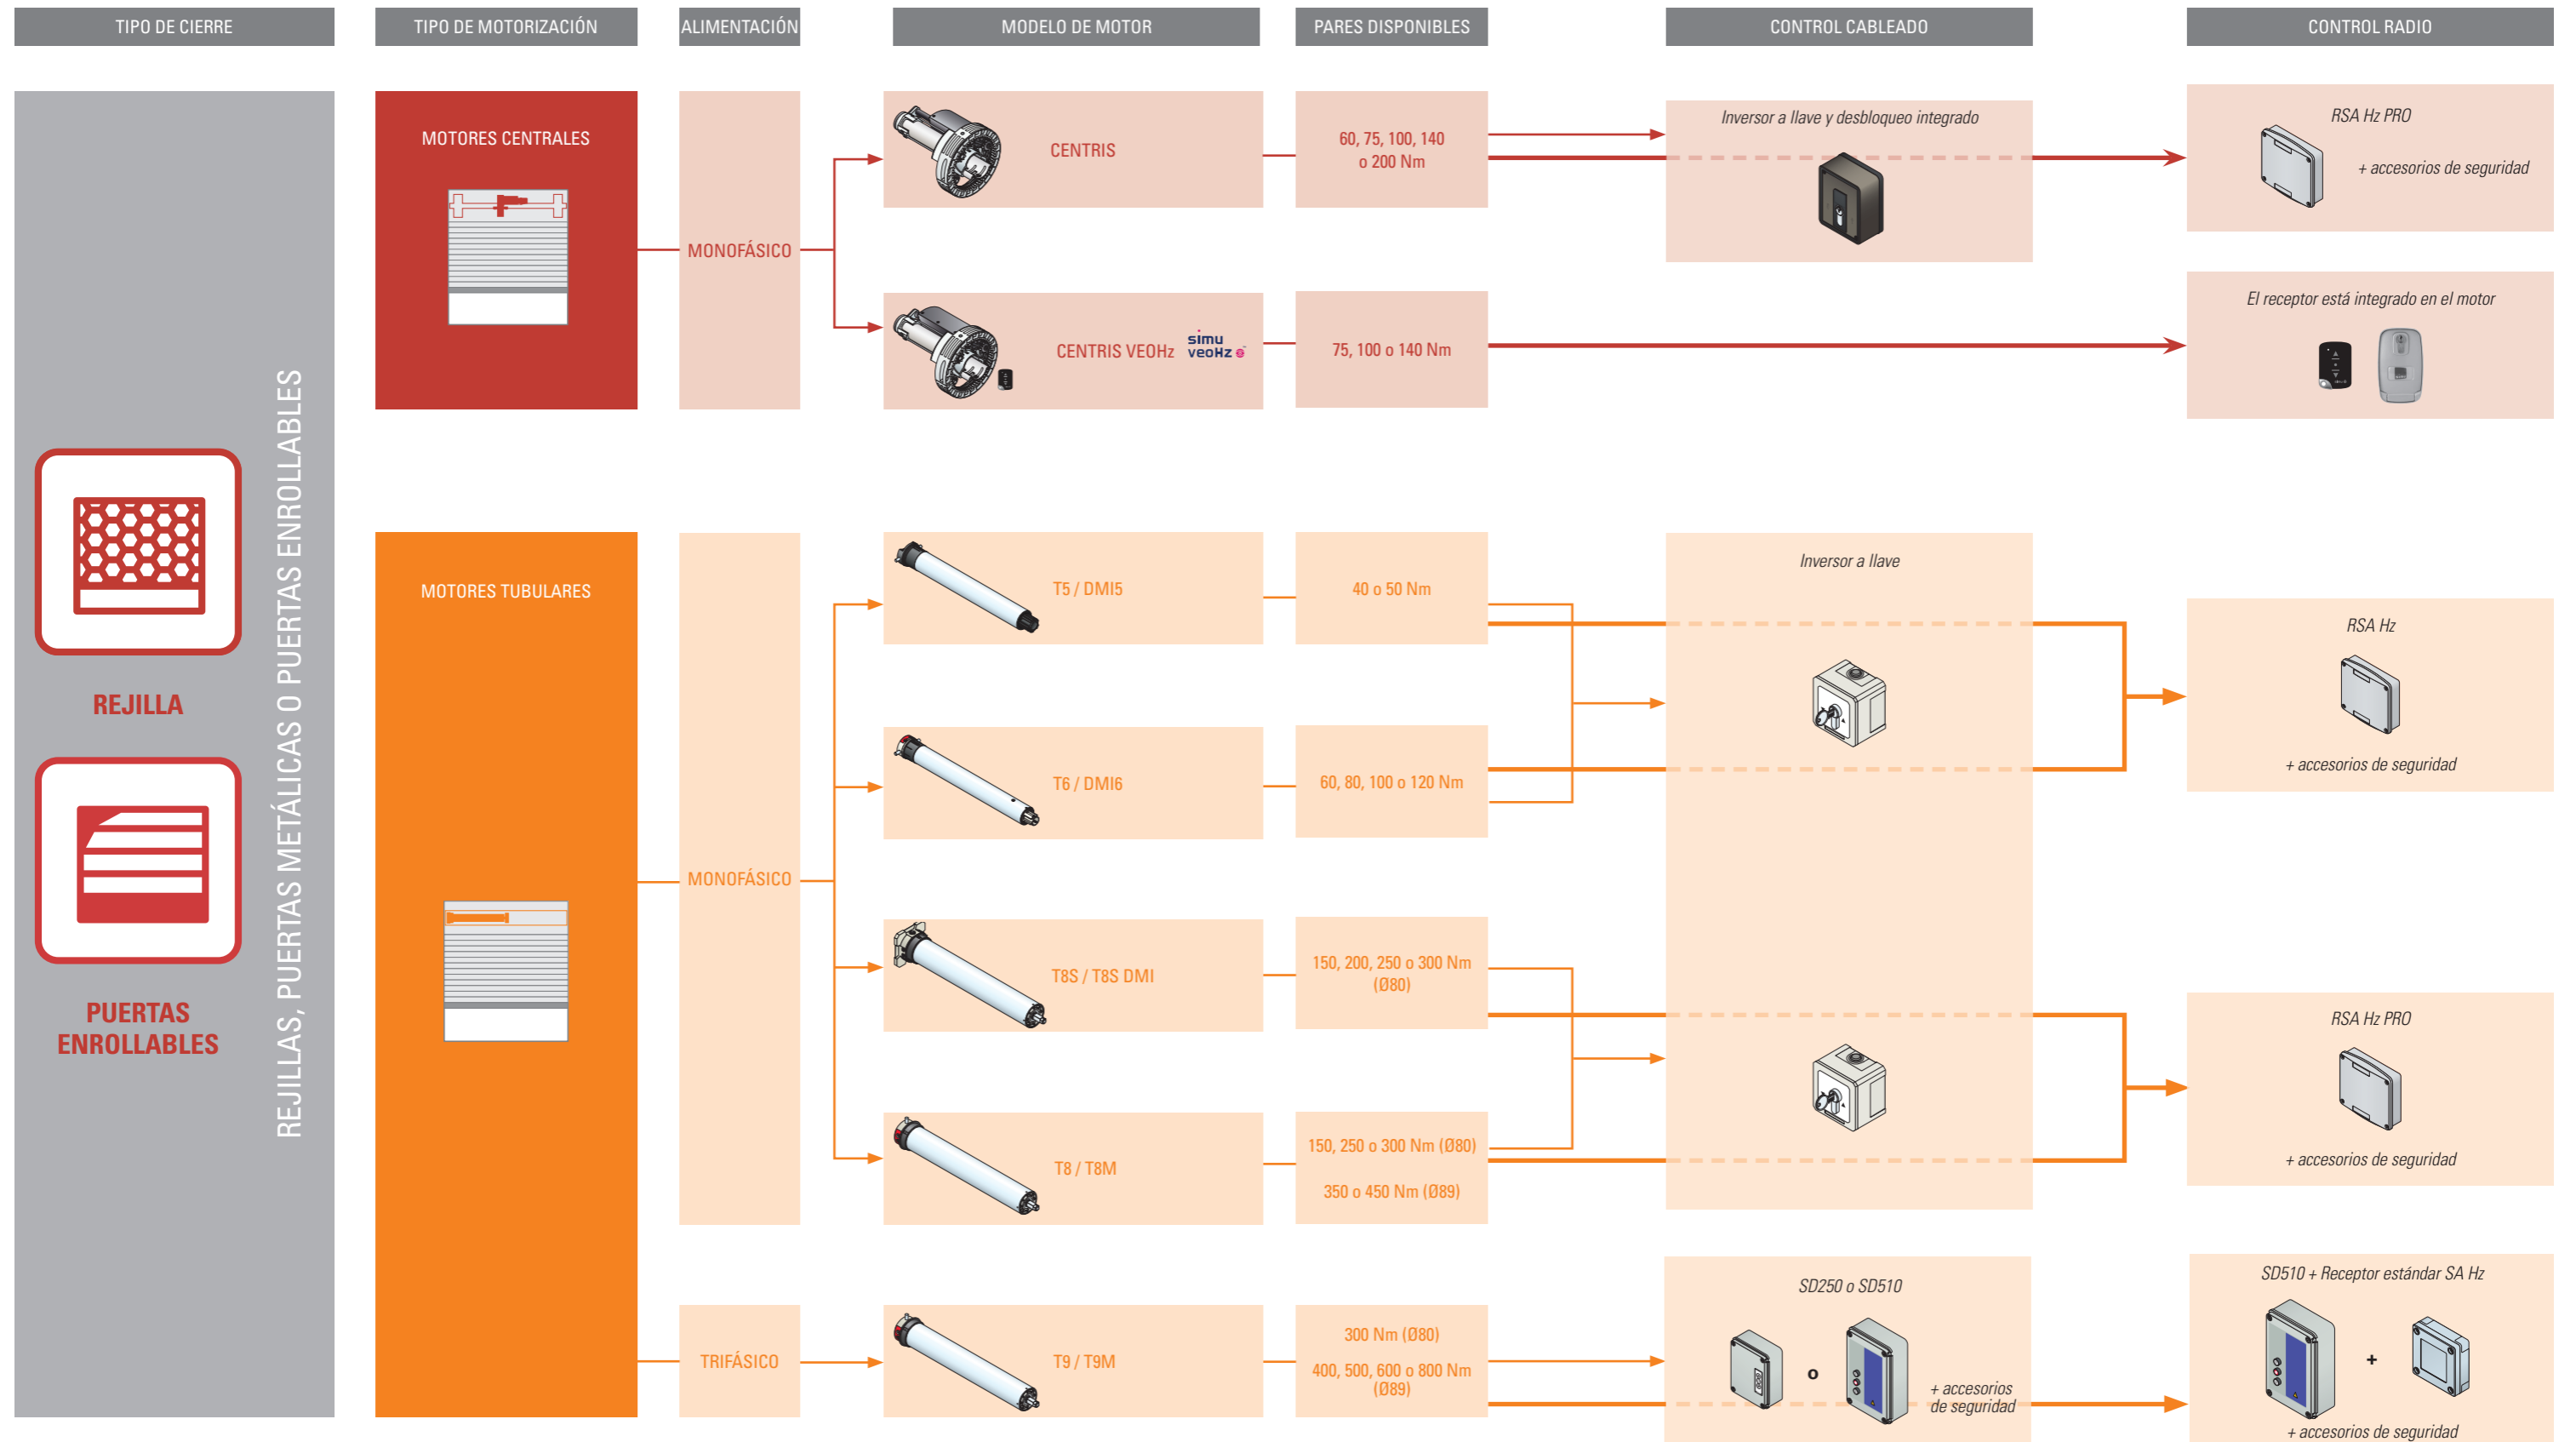 TIPO DE CIERRE
TIPO DE MOTORIZACIÓN
ALIMENTACIÓN
MODELO DE MOTOR
PARES DISPONIBLES
CONTROL CABLEADO
CONTROL RADIO
REJILLA
PUERTAS
ENROLLABLES
REJILLAS, PUERTAS METÁLICAS O PUERTAS ENROLLABLES
MOTORES CENTRALES
MONOFÁSICO
CENTRIS
60, 75, 100, 140
o 200 Nm
Inversor a llave y desbloqueo integrado
RSA Hz PRO
+ accesorios de seguridad
CENTRIS VEOHz
simu
veoHz
75, 100 o 140 Nm
El receptor está integrado en el motor
MOTORES TUBULARES
MONOFÁSICO
T5 / DMI5
40 o 50 Nm
Inversor a llave
RSA Hz
+ accesorios de seguridad
T6 / DMI6
60, 80, 100 o 120 Nm
T8S / T8S DMI
150, 200, 250 o 300 Nm
(Ø80)
RSA Hz PRO
+ accesorios de seguridad
T8 / T8M
150, 250 o 300 Nm (Ø80)
350 o 450 Nm (Ø89)
TRIFÁSICO
T9 / T9M
300 Nm (Ø80)
400, 500, 600 o 800 Nm
(Ø89)
SD250 o SD510
o
+ accesorios
de seguridad
SD510 + Receptor estándar SA Hz
+
+ accesorios de seguridad